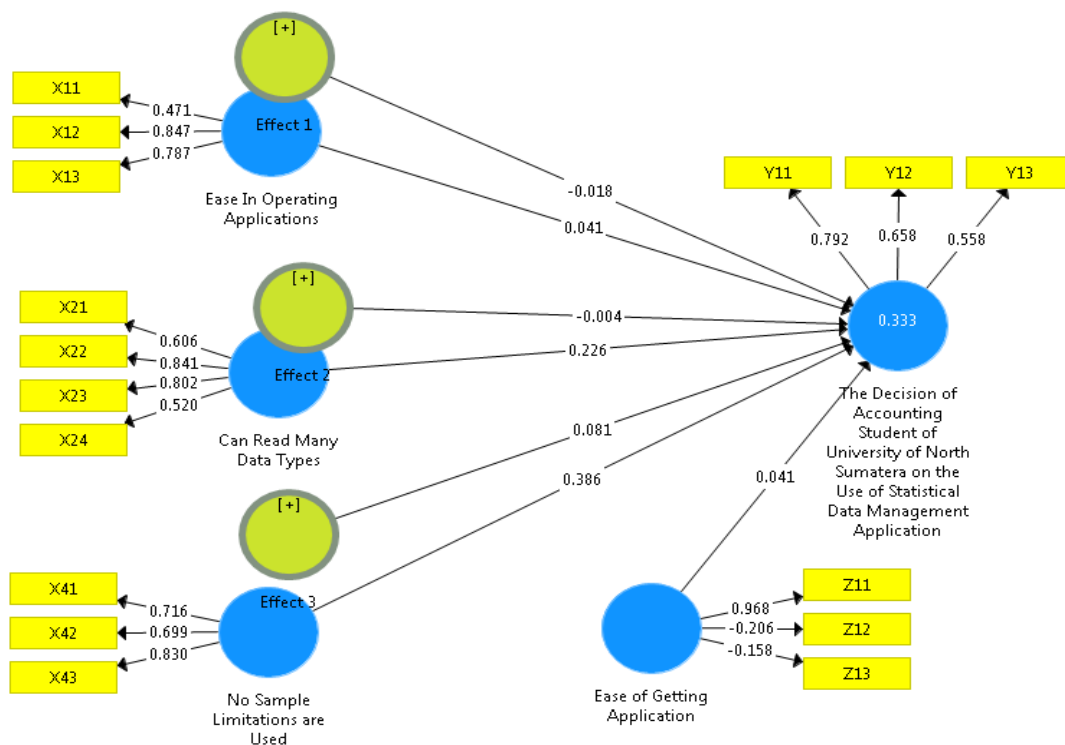 [+]
X11
0.471
Effect 1
X12
0.847
X13
0.787
Ease In Operating
Applications
-0.018
0.041
Y11
Y12
Y13
0.792
0.658
0.558
[+]
X21
0.606
X22
0.841
Effect 2
X23
0.802
X24
0.520
Can Read Many
Data Types
-0.004
0.226
0.333
The Decision of
Accounting
Student of
University of North
Sumatera on the
Use of Statistical
Data Management
Application
0.081
0.386
0.041
[+]
X41
0.716
Effect 3
X42
0.699
X43
0.830
No Sample
Limitations are
Used
Z11
0.968
Z12
-0.206
Z13
-0.158
Ease of Getting
Application